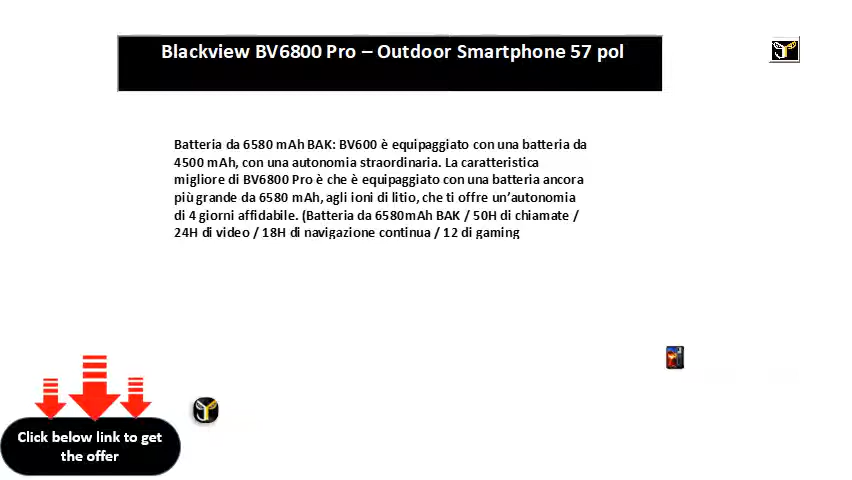 Blackview BV6800 Pro – Outdoor Smartphone 57 pol
Batteria da 6580 mAh BAK: BV600 è equipaggiato con una batteria da
4500 mAh, con una autonomia straordinaria. La caratteristica
migliore di BV6800 Pro è che è equipaggiato con una batteria ancora
più grande da 6580 mAh, agli ioni di litio, che ti offre un’autonomia
di 4 giorni affidabile. (Batteria da 6580mAh BAK / 50H di chiamate /
24H di video / 18H di navigazione continua / 12 di gaming
Click below link to get
the offer